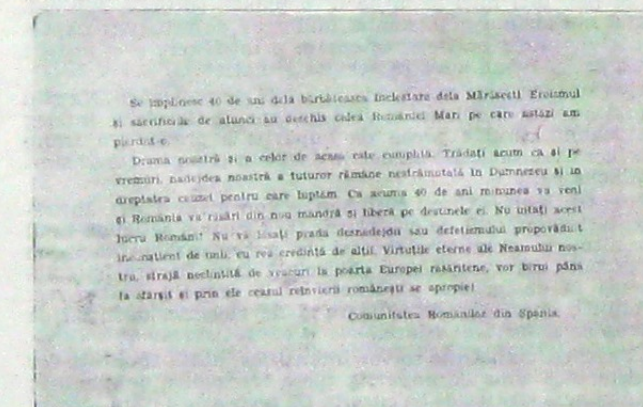 Se împlinesc 40 de ani dela bărbăteasca încleștare dela Mărășești. Eroismul
și sacrificiile de atunci au deschis calea României Mari pe care astăzi am
pierdut-o.
Drama noastră și a celor de acasă este cumplită. Trădați acum ca și pe
vremuri, nădejdea noastră a tuturor rămâne nestrămutată în Dumnezeu și în
dreptatea cauzei pentru care luptăm. Ca acum 40 de ani minunea va veni
și România va răsări din nou mândră și liberă pe destinele ei. Nu uitați acest
lucru Români! Nu vă lăsați pradă desnădejdii sau defetismului propovăduit
inconștient de unii, cu rea credință de alții. Virtuțile eterne ale Neamului nos-
tru, strajă neclintită de veacuri la poarta Europei răsăritene, vor birui până
la sfârșit și prin ele ceasul reînvierii românești se apropie!
Comunitatea Românilor din Spania.